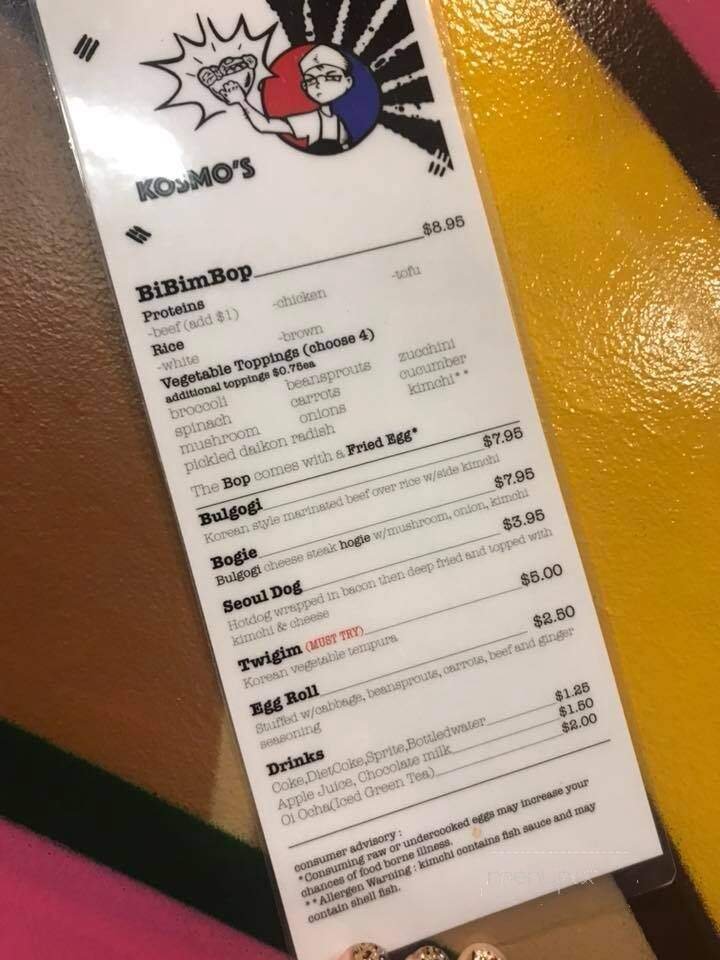 KOSMO'S
BiBimBop $8.95
Proteins
-beef (add $1) -chicken -tofu
Rice
-white -brown
Vegetable Toppings (choose 4)
additional toppings $0.75ea
broccoli beansprouts zucchini
spinach carrots cucumber
mushroom onions kimchi**
pickled daikon radish
The Bop comes with a Fried Egg*
Bulgogi $7.95
Korean style marinated beef over rice w/side kimchi
Bogie $7.95
Bulgogi cheese steak hogie w/mushroom, onion, kimchi
Seoul Dog $3.95
Hotdog wrapped in bacon then deep fried and topped with
kimchi & cheese
Twigim (MUST TRY) $5.00
Korean vegetable tempura
Egg Roll $2.50
Stuffed w/cabbage, beansprouts, carrots, beef and ginger
seasoning
Drinks
Coke,DietCoke,Sprite,Bottledwater $1.25
Apple Juice, Chocolate milk $1.50
Oi Ocha(Iced Green Tea) $2.00
consumer advisory :
*Consuming raw or undercooked eggs may increase your
chances of food borne illness.
**Allergen Warning : kimchi contains fish sauce and may
contain shell fish.